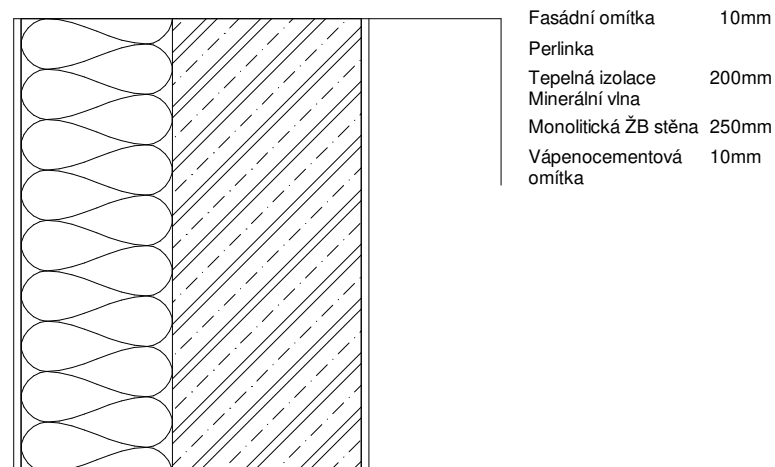 Fasádní omítka 10mm
Perlinka
Tepelná izolace 200mm
Minerální vlna
Monolitická ŽB stěna 250mm
Vápenocementová 10mm
omítka